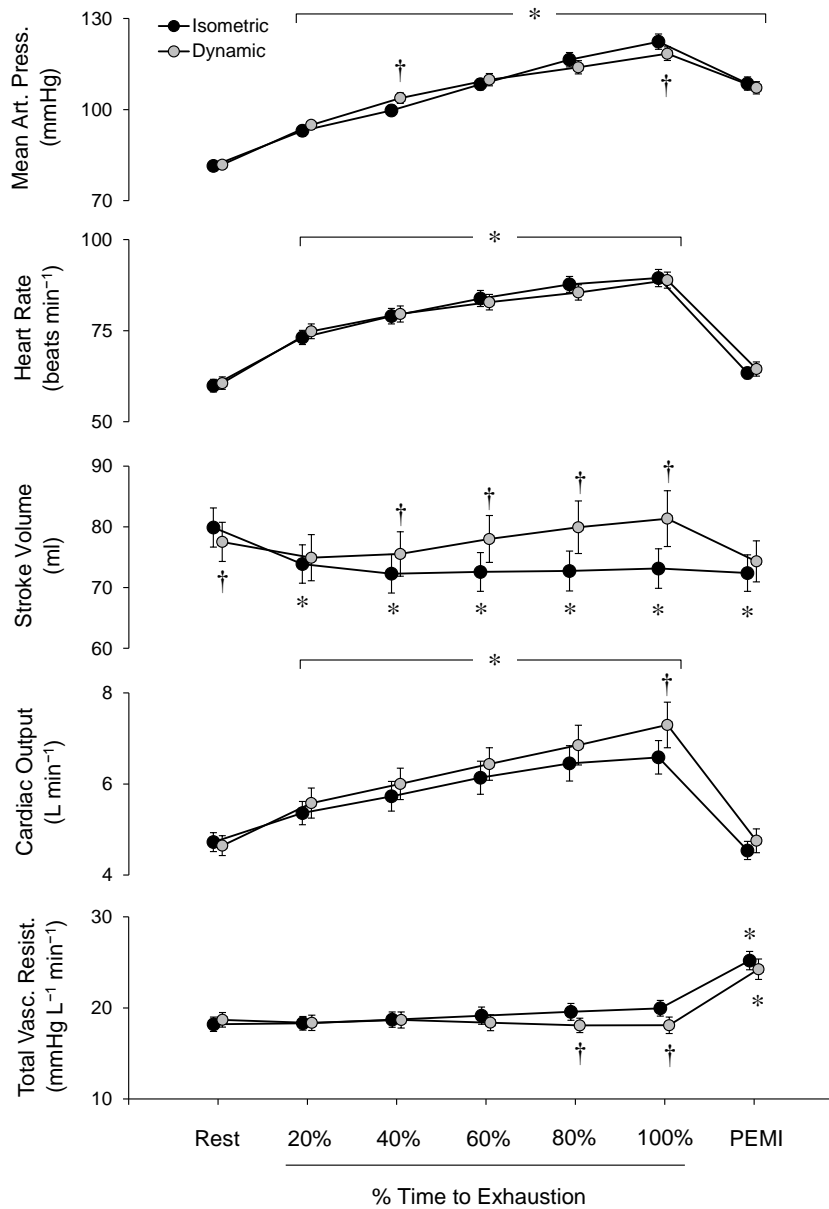 130
Isometric
Dynamic
*
†
†
100
70
Mean Art. Press.
(mmHg)
100
*
75
50
Heart Rate
(beats min⁻¹)
90
80
70
60
† † † †
†
* * * * * *
Stroke Volume
(ml)
*
†
8
6
4
Cardiac Output
(L min⁻¹)
30
20
10
*
*
† †
Total Vasc. Resist.
(mmHg L⁻¹ min⁻¹)
Rest 20% 40% 60% 80% 100% PEMI
% Time to Exhaustion